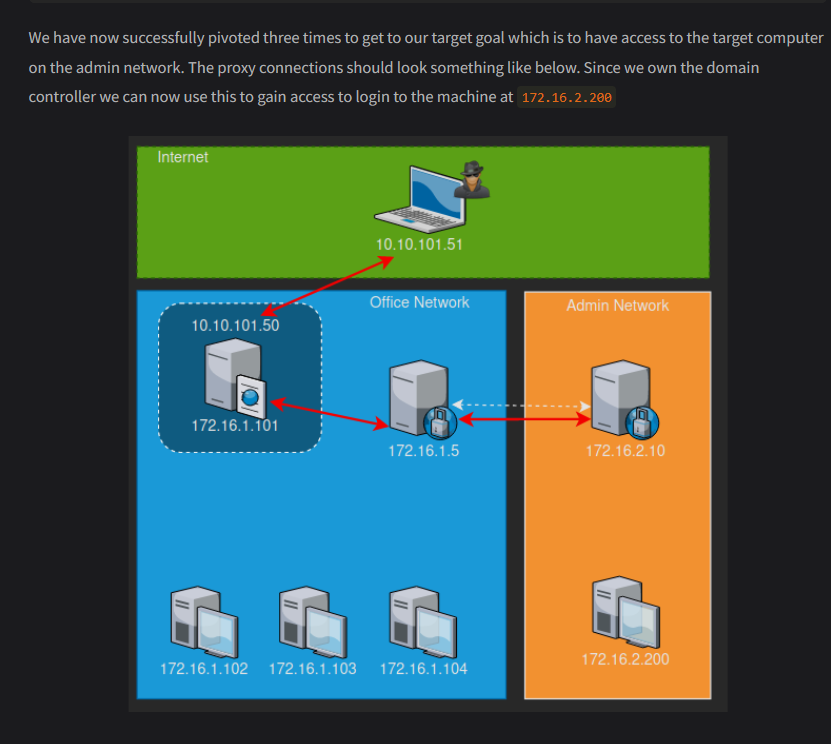 We have now successfully pivoted three times to get to our target goal which is to have access to the target computer
on the admin network. The proxy connections should look something like below. Since we own the domain
controller we can now use this to gain access to login to the machine at 172.16.2.200
Internet
10.10.101.51
Office Network
Admin Network
10.10.101.50
172.16.1.101
172.16.1.5
172.16.2.10
172.16.1.102
172.16.1.103
172.16.1.104
172.16.2.200